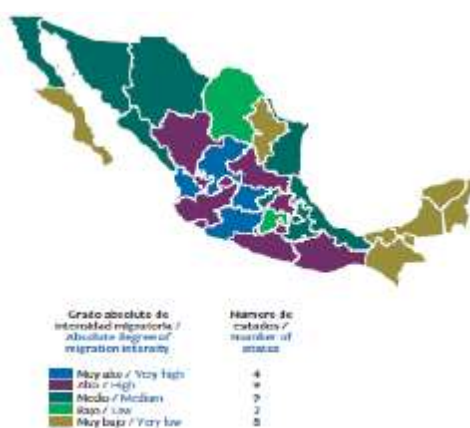 Grado absoluto de
intensidad migratoria /
Absolute degree of
migration intensity
Número de
estados /
Number of
states
Muy alto / Very high 4
Alto / High 9
Medio / Medium 9
Bajo / Low 2
Muy bajo / Very low 8